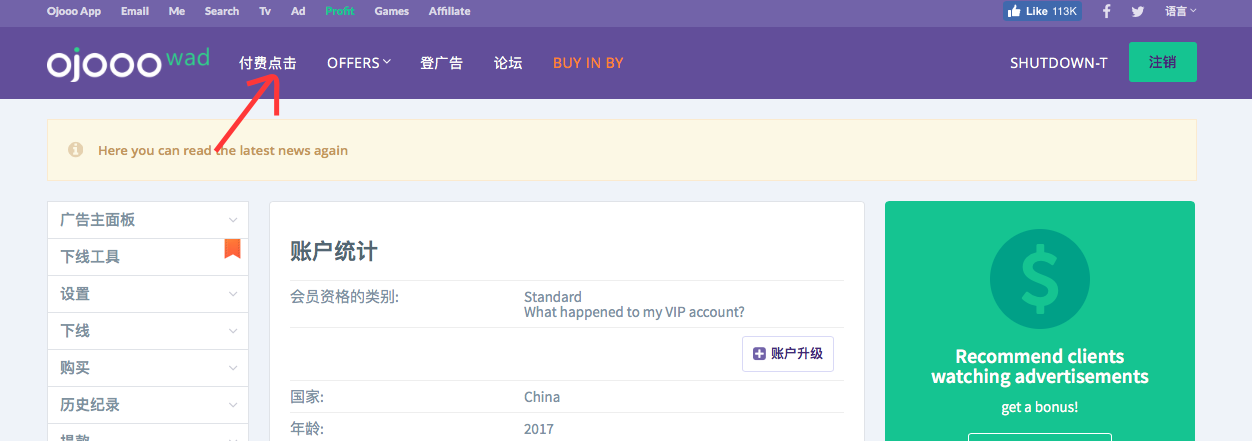 Ojooo App Email Me Search Tv Ad Profit Games Affiliate Like 113K 语言
ojooo wad 付费点击 OFFERS 登广告 论坛 BUY IN BY SHUTDOWN-T 注销
Here you can read the latest news again
广告主面板
下线工具
设置
下线
购买
历史纪录
提款
账户统计
会员资格的类别: Standard
What happened to my VIP account?
账户升级
国家: China
年龄: 2017
Recommend clients
watching advertisements
get a bonus!